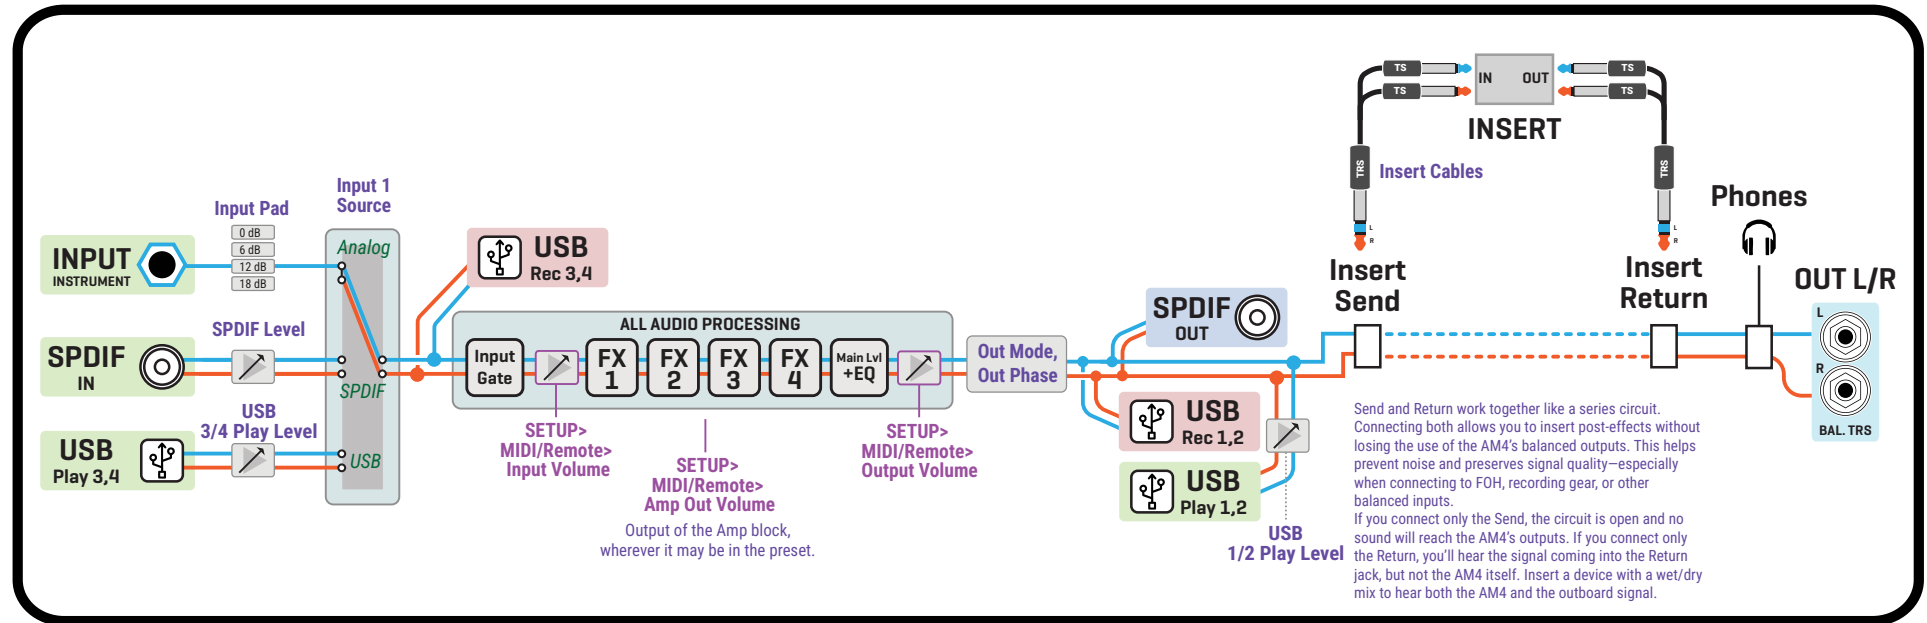 INPUT
INSTRUMENT
Input Pad
0 dB
6 dB
12 dB
18 dB
SPDIF
IN
SPDIF Level
USB
Play 3,4
USB
3/4 Play Level
Input 1
Source
Analog
SPDIF
USB
USB
Rec 3,4
ALL AUDIO PROCESSING
Input
Gate
FX
1
FX
2
FX
3
FX
4
Main Lvl
+EQ
SETUP>
MIDI/Remote>
Input Volume
SETUP>
MIDI/Remote>
Amp Out Volume
Output of the Amp block,
wherever it may be in the preset.
SETUP>
MIDI/Remote>
Output Volume
Out Mode,
Out Phase
SPDIF
OUT
USB
Rec 1,2
USB
Play 1,2
USB
1/2 Play Level
TS
TS
IN
OUT
TS
TS
INSERT
TRS
Insert Cables
TRS
L
R
L
R
Insert
Send
Insert
Return
Phones
OUT L/R
L
R
BAL. TRS
Send and Return work together like a series circuit.
Connecting both allows you to insert post-effects without
losing the use of the AM4's balanced outputs. This helps
prevent noise and preserves signal quality—especially
when connecting to FOH, recording gear, or other
balanced inputs.
If you connect only the Send, the circuit is open and no
sound will reach the AM4's outputs. If you connect only
the Return, you'll hear the signal coming into the Return
jack, but not the AM4 itself. Insert a device with a wet/dry
mix to hear both the AM4 and the outboard signal.